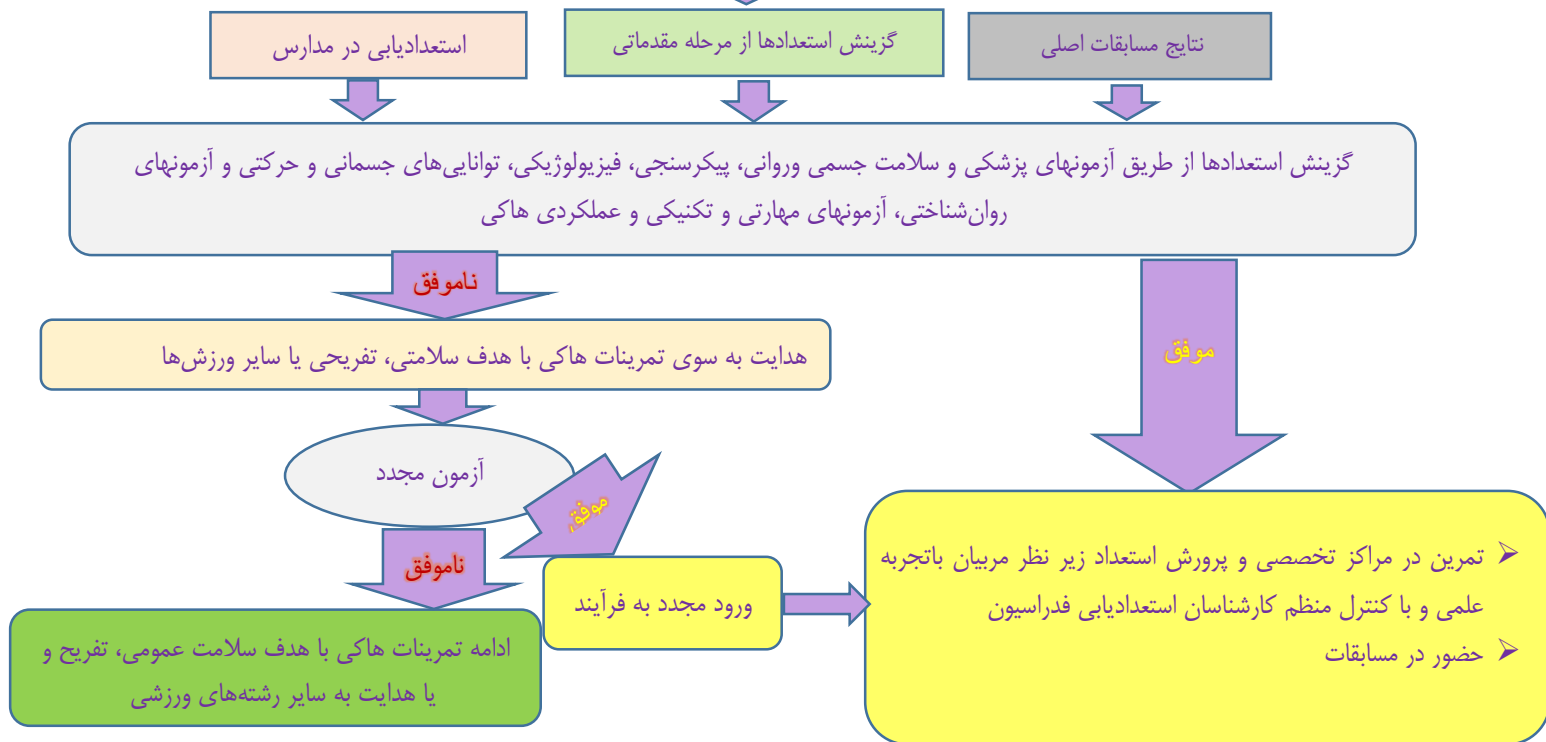 نتایج مسابقات اصلی
گزینش استعدادها از مرحله مقدماتی
استعدادیابی در مدارس
گزینش استعدادها از طریق آزمونهای پزشکی و سلامت جسمی وروانی، پیکرسنجی، فیزیولوژیکی، توانایی‌های جسمانی و حرکتی و آزمونهای
روان‌شناختی، آزمونهای مهارتی و تکنیکی و عملکردی هاکی
ناموفق
موفق
هدایت به سوی تمرینات هاکی با هدف سلامتی، تفریحی یا سایر ورزش‌ها
آزمون مجدد
موفق
ناموفق
ورود مجدد به فرآیند
تمرین در مراکز تخصصی و پرورش استعداد زیر نظر مربیان باتجربه
علمی و با کنترل منظم کارشناسان استعدادیابی فدراسیون
حضور در مسابقات
ادامه تمرینات هاکی با هدف سلامت عمومی، تفریح و
یا هدایت به سایر رشته‌های ورزشی